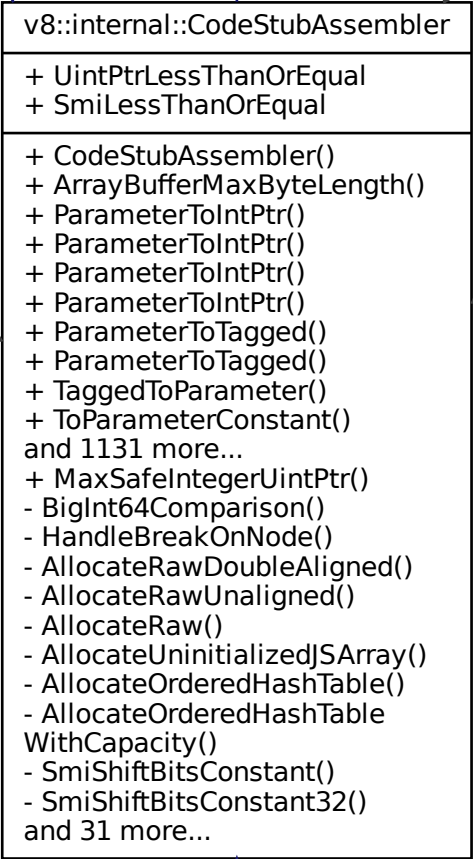 v8::internal::CodeStubAssembler
+ UintPtrLessThanOrEqual
+ SmiLessThanOrEqual
+ CodeStubAssembler()
+ ArrayBufferMaxByteLength()
+ ParameterToIntPtr()
+ ParameterToIntPtr()
+ ParameterToIntPtr()
+ ParameterToIntPtr()
+ ParameterToTagged()
+ ParameterToTagged()
+ TaggedToParameter()
+ ToParameterConstant()
and 1131 more...
+ MaxSafeIntegerUintPtr()
- BigInt64Comparison()
- HandleBreakOnNode()
- AllocateRawDoubleAligned()
- AllocateRawUnaligned()
- AllocateRaw()
- AllocateUninitializedJSArray()
- AllocateOrderedHashTable()
- AllocateOrderedHashTable
WithCapacity()
- SmiShiftBitsConstant()
- SmiShiftBitsConstant32()
and 31 more...